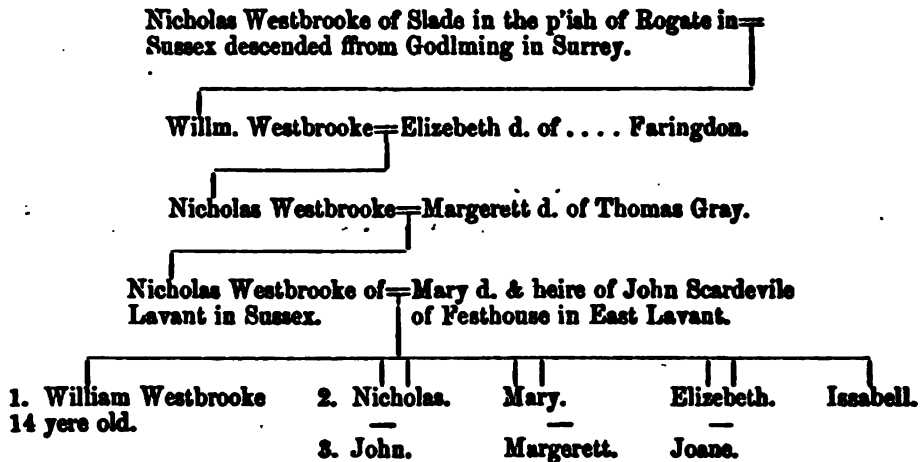 Nicholas Westbrooke of Slade in the p'ish of Rogate in
Sussex descended ffrom Godlming in Surrey.
Willm. Westbrooke=Elizebeth d. of .... Faringdon.
Nicholas Westbrooke=Margerett d. of Thomas Gray.
Nicholas Westbrooke of=Mary d. & heire of John Scardevile
Lavant in Sussex. of Festhouse in East Lavant.
1. William Westbrooke 2. Nicholas. Mary. Elizebeth. Issabell.
14 yere old.
3. John. Margerett. Joane.